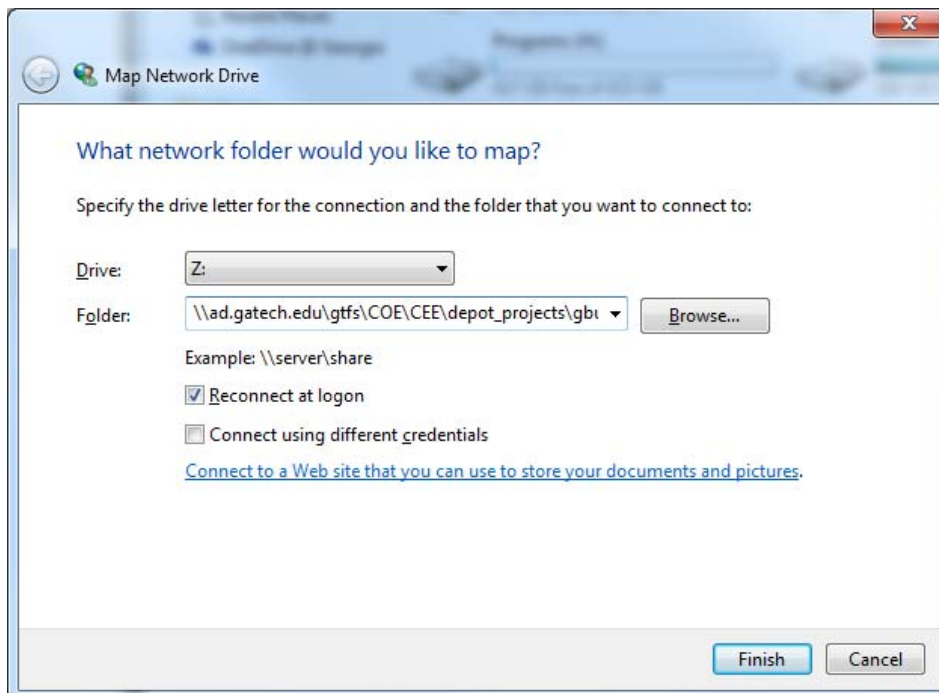 Map Network Drive
What network folder would you like to map?
Specify the drive letter for the connection and the folder that you want to connect to:
Drive: Z:
Folder: \\ad.gatech.edu\gtfs\COE\CEE\depot_projects\gbu Browse...
Example: \\server\share
Reconnect at logon
Connect using different credentials
Connect to a Web site that you can use to store your documents and pictures.
Finish Cancel